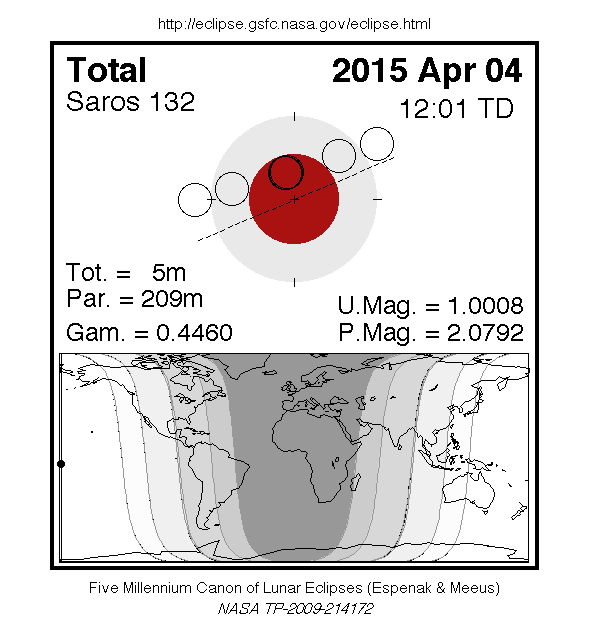 http://eclipse.gsfc.nasa.gov/eclipse.html
Total 2015 Apr 04
Saros 132 12:01 TD
Tot. = 5m
Par. = 209m
Gam. = 0.4460
U.Mag. = 1.0008
P.Mag. = 2.0792
Five Millennium Canon of Lunar Eclipses (Espenak & Meeus)
NASA TP-2009-214172